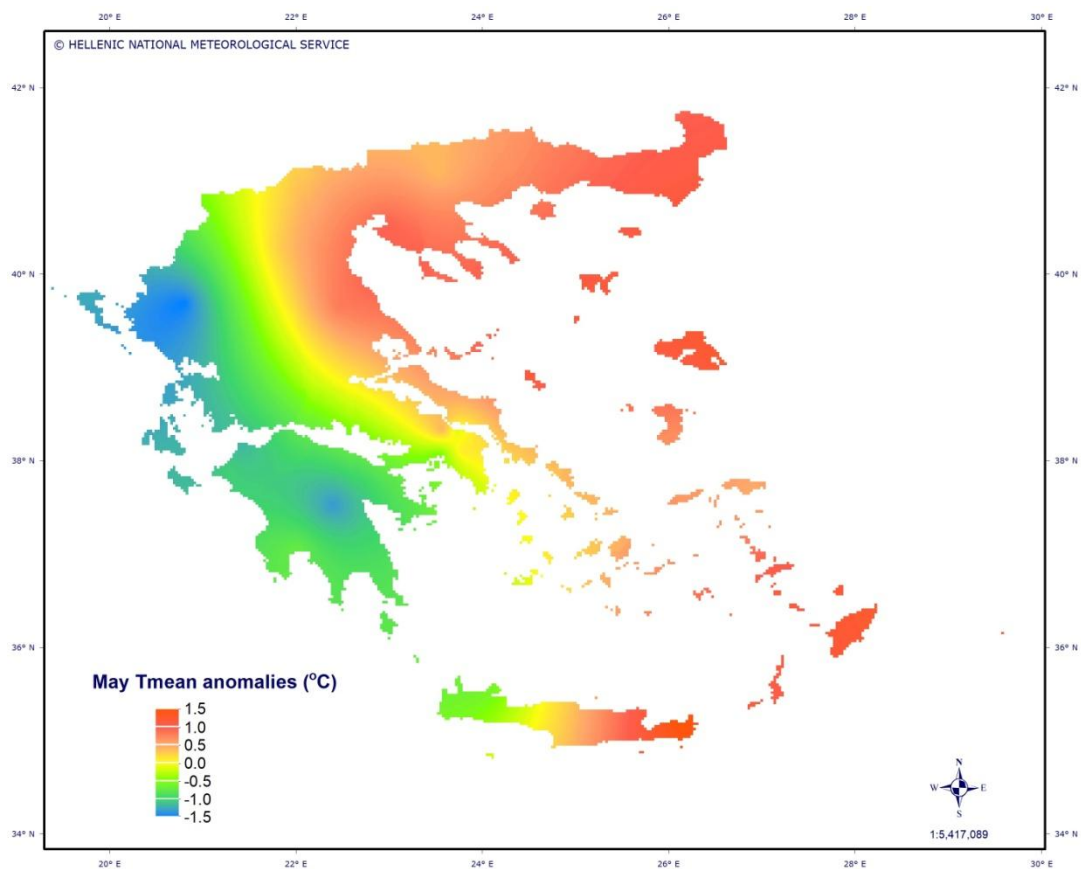 20° E 22° E 24° E 26° E 28° E 30° E
© HELLENIC NATIONAL METEOROLOGICAL SERVICE
42° N 42° N
40° N 40° N
38° N 38° N
36° N 36° N
May Tmean anomalies (°C)
1.5
1.0
0.5
0.0
-0.5
-1.0
-1.5
N
W E
S
1:5,417,089
34° N 34° N
20° E 22° E 24° E 26° E 28° E 30° E